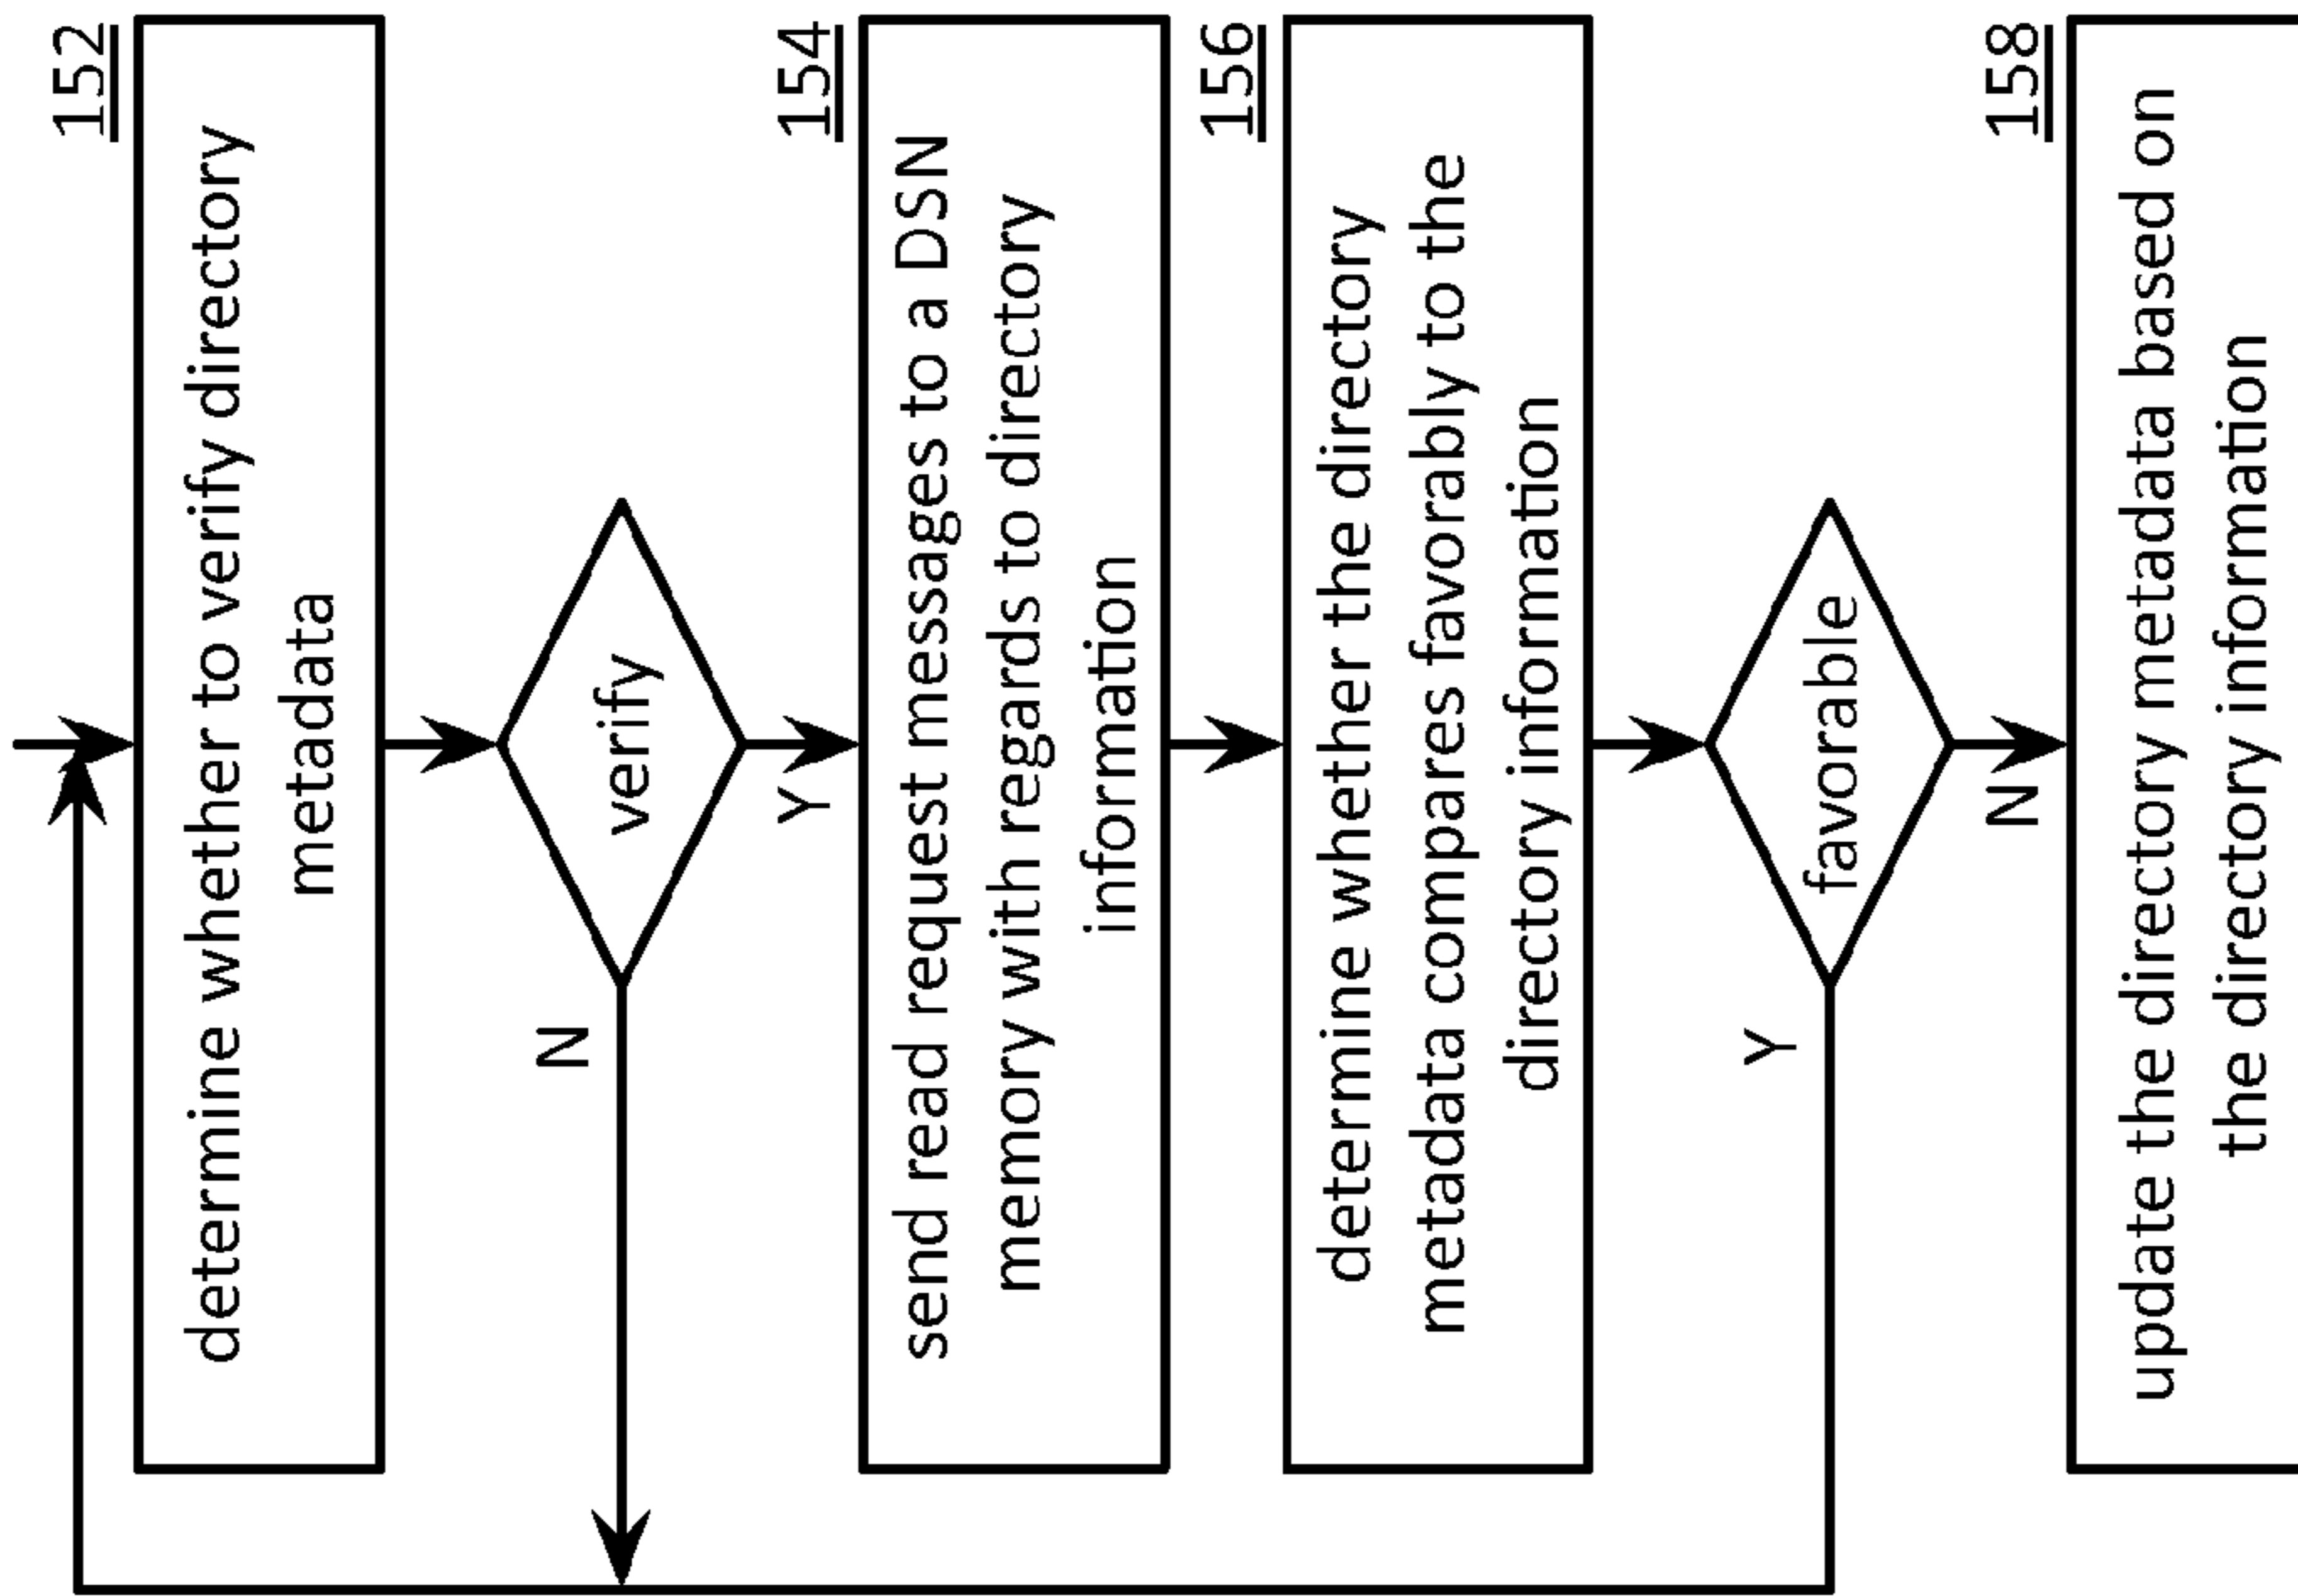 152
determine whether to verify directory
metadata
verify
N
Y
154
send read request messages to a DSN
memory with regards to directory
information
156
determine whether the directory
metadata compares favorably to the
directory information
favorable
Y
N
158
update the directory metadata based on
the directory information